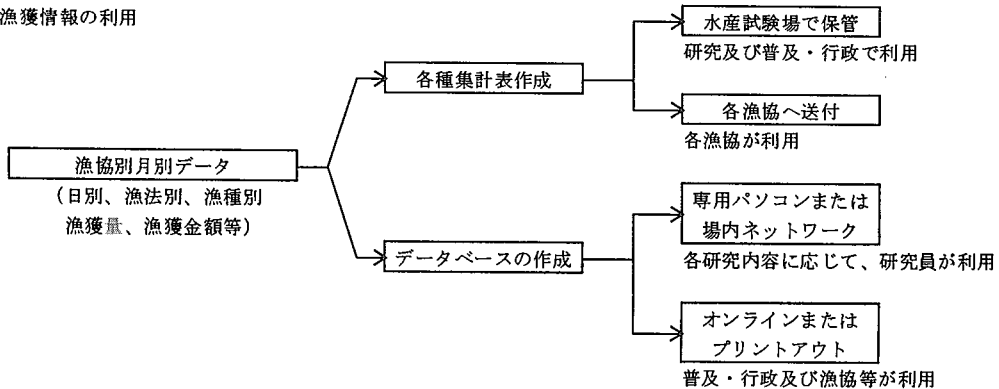 漁獲情報の利用
水産試験場で保管
研究及び普及・行政で利用
各種集計表作成
各漁協へ送付
各漁協が利用
漁協別月別データ
（日別、漁法別、漁種別
漁獲量、漁獲金額等）
専用パソコンまたは
場内ネットワーク
各研究内容に応じて、研究員が利用
データベースの作成
オンラインまたは
プリントアウト
普及・行政及び漁協等が利用